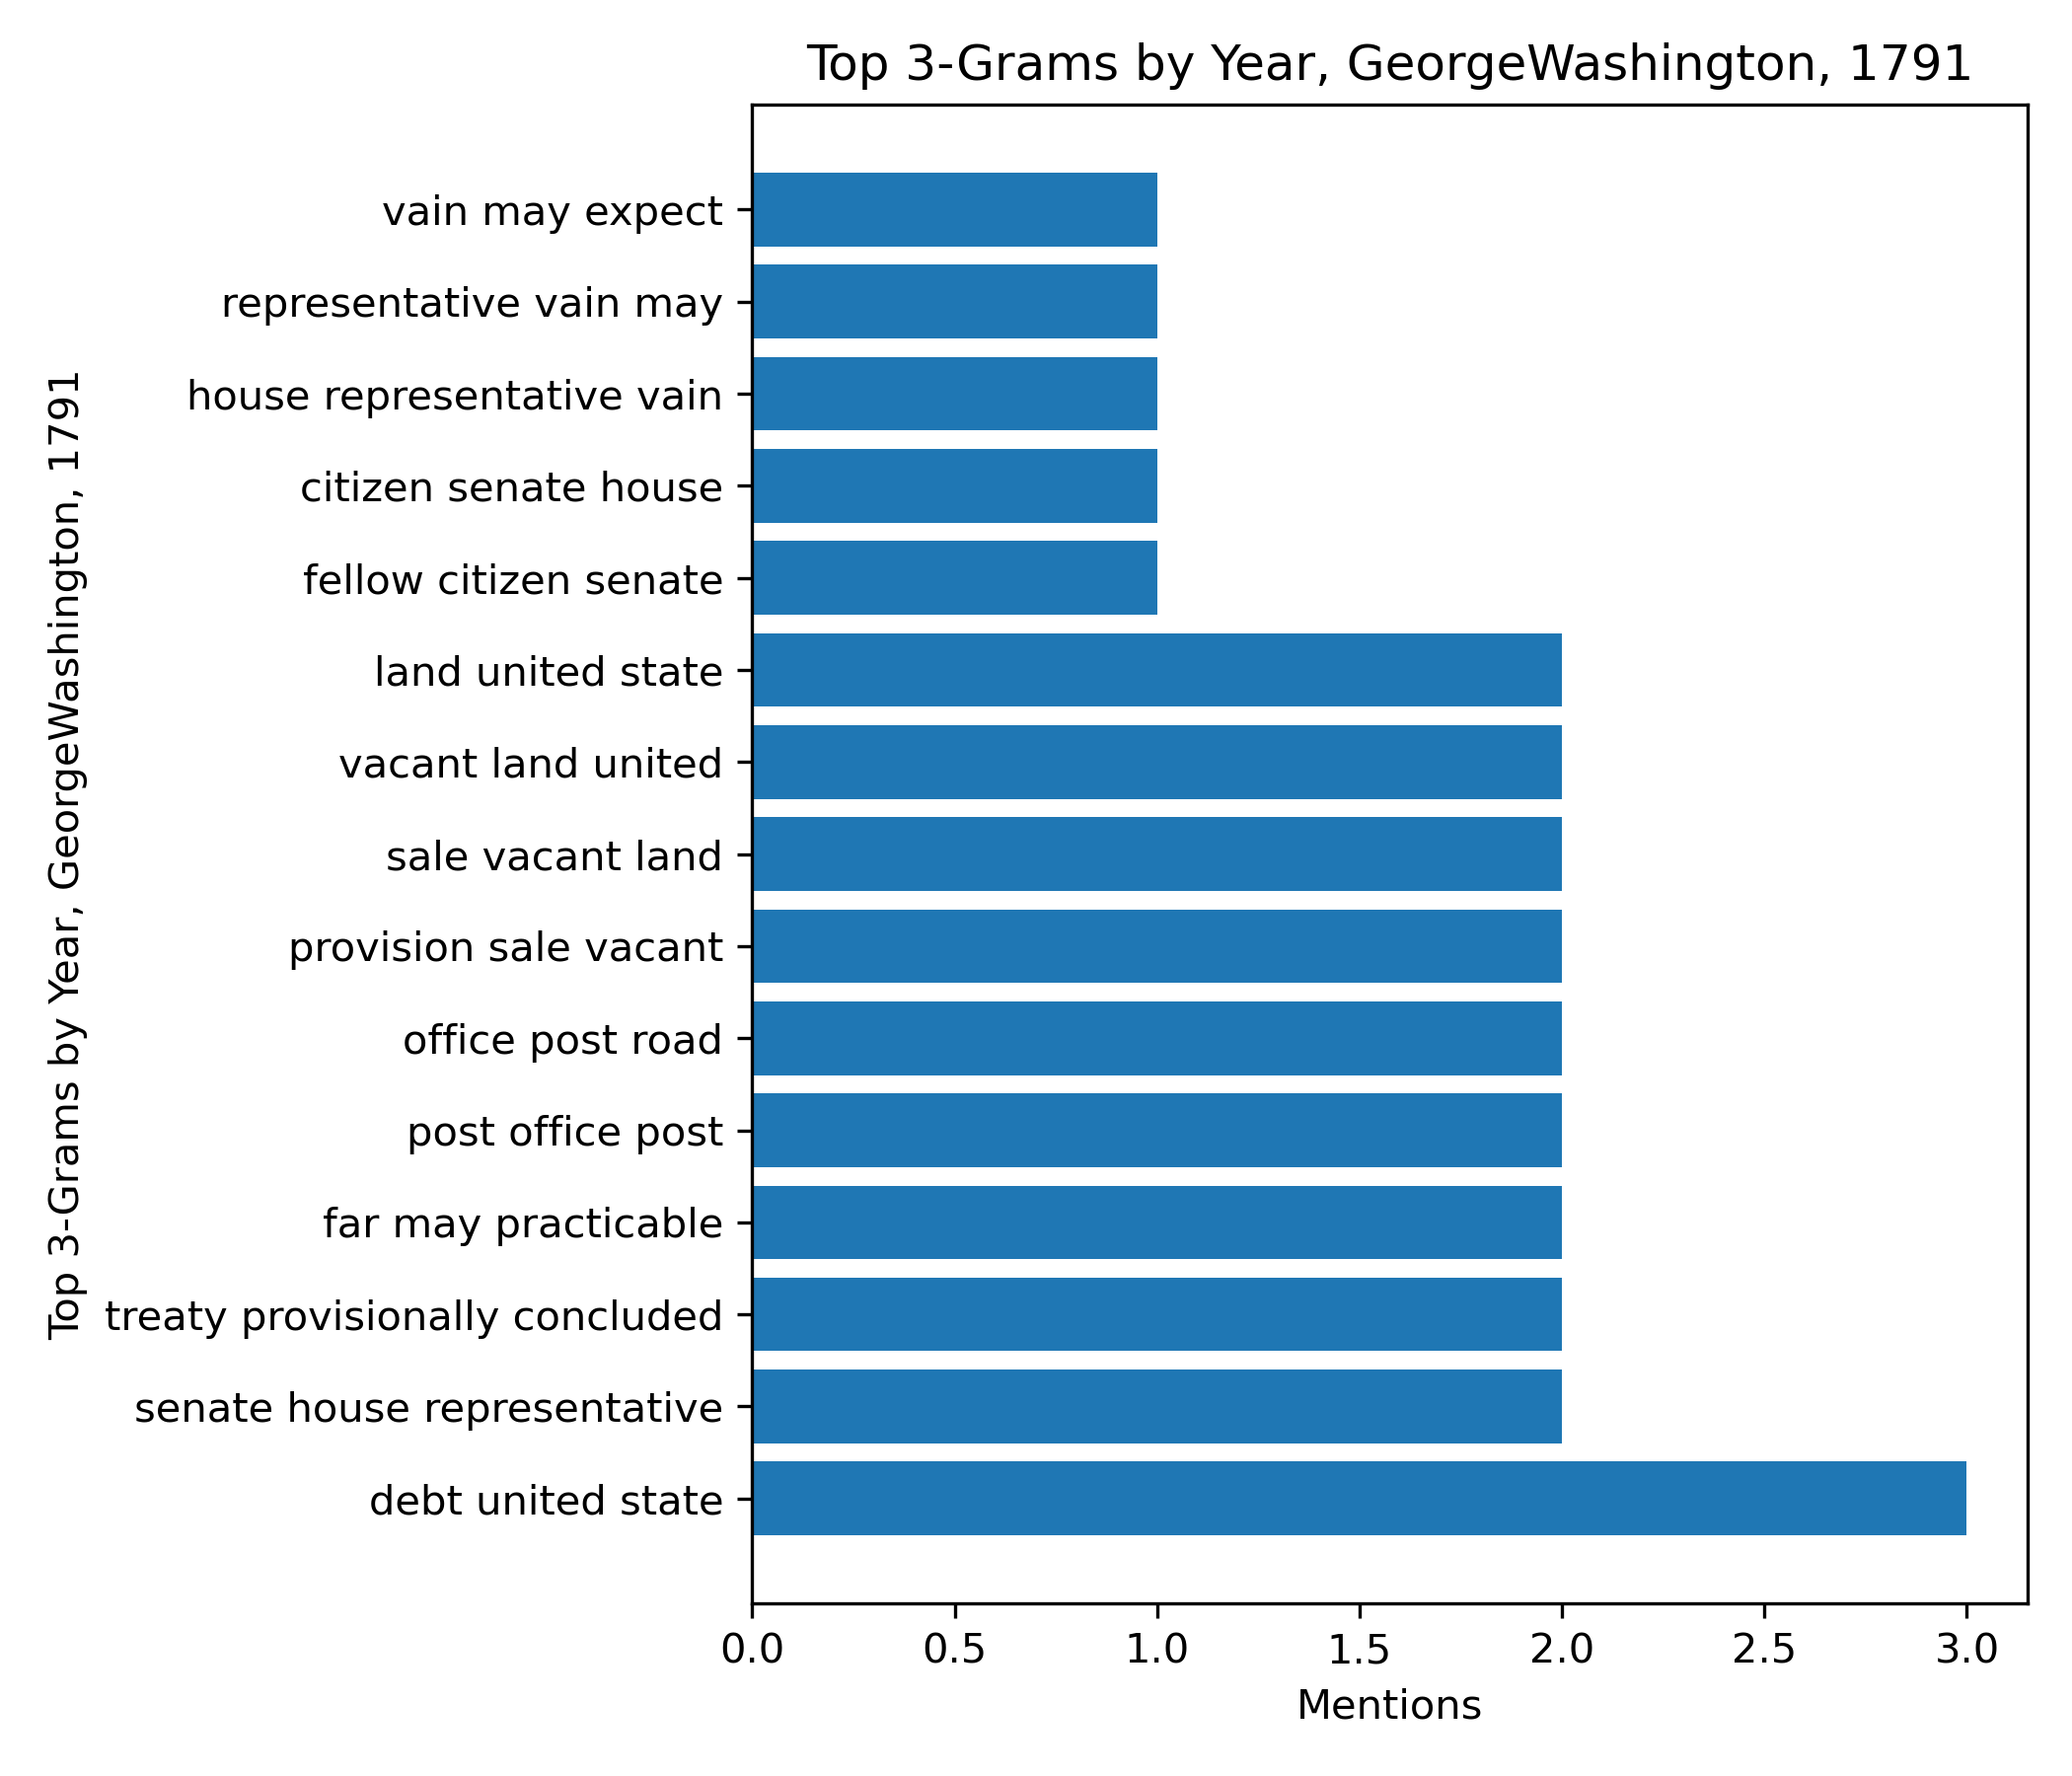 Top 3-Grams by Year, GeorgeWashington, 1791
Top 3-Grams by Year, GeorgeWashington, 1791
vain may expect
representative vain may
house representative vain
citizen senate house
fellow citizen senate
land united state
vacant land united
sale vacant land
provision sale vacant
office post road
post office post
far may practicable
treaty provisionally concluded
senate house representative
debt united state
0.0 0.5 1.0 1.5 2.0 2.5 3.0
Mentions